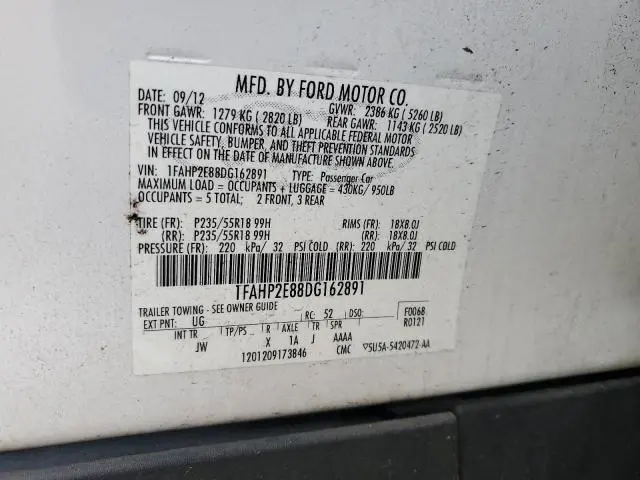 MFD. BY FORD MOTOR CO.
DATE: 09/12 GVWR: 2386 KG ( 5260 LB)
FRONT GAWR: 1279 KG ( 2820 LB) REAR GAWR: 1143 KG ( 2520 LB)
THIS VEHICLE CONFORMS TO ALL APPLICABLE FEDERAL MOTOR
VEHICLE SAFETY, BUMPER, AND THEFT PREVENTION STANDARDS
IN EFFECT ON THE DATE OF MANUFACTURE SHOWN ABOVE.
VIN: 1FAHP2E88DG162891 TYPE: Passenger Car
MAXIMUM LOAD = OCCUPANTS + LUGGAGE = 430KG/ 950LB
OCCUPANTS = 5 TOTAL; 2 FRONT, 3 REAR
TIRE (FR): P235/55R18 99H RIMS (FR): 18X8.0J
(RR): P235/55R18 99H (RR): 18X8.0J
PRESSURE (FR): 220 kPa/ 32 PSI COLD (RR): 220 kPa/ 32 PSI COLD
1FAHP2E88DG162891
TRAILER TOWING - SEE OWNER GUIDE
EXT PNT: UG RC: 52 DSO: F0068
R0121
INT TR TP/PS R AXLE TR SPR
JW X 1A J AAAA
1201209173846 CMC ▽5U5A-5420472-AA